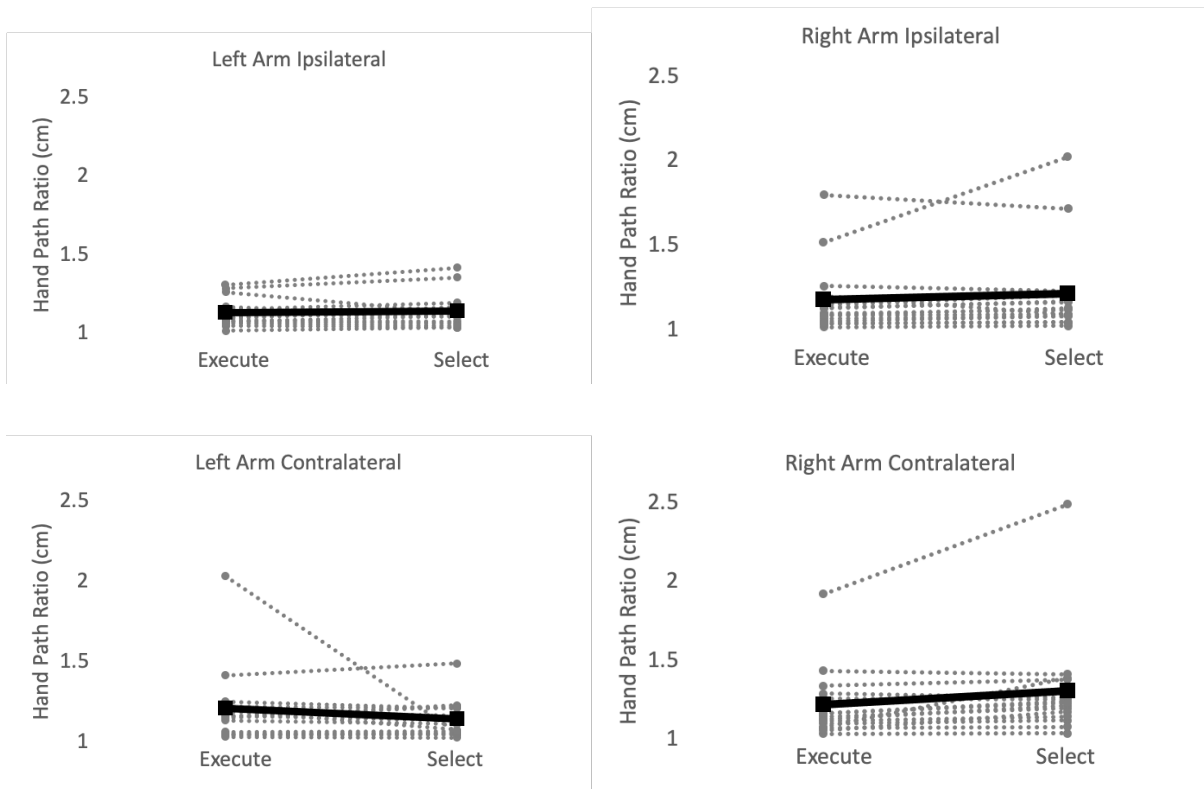 Left Arm Ipsilateral
Hand Path Ratio (cm)
2.5
2
1.5
1
Execute
Select
Right Arm Ipsilateral
Hand Path Ratio (cm)
2.5
2
1.5
1
Execute
Select
Left Arm Contralateral
Hand Path Ratio (cm)
2.5
2
1.5
1
Execute
Select
Right Arm Contralateral
Hand Path Ratio (cm)
2.5
2
1.5
1
Execute
Select